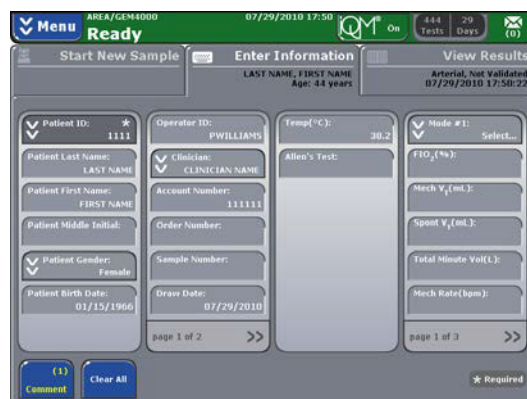 Menu
AREA/GEM4000
Ready
07/29/2010 17:50
iQM® on
444 Tests
29 Days
(0)
Start New Sample
Enter Information
LAST NAME, FIRST NAME
Age: 44 years
View Results
Arterial, Not Validated
07/29/2010 17:50:22
Patient ID: *
1111
Patient Last Name:
LAST NAME
Patient First Name:
FIRST NAME
Patient Middle Initial:
Patient Gender:
Female
Patient Birth Date:
01/15/1966
Operator ID:
PWILLIAMS
Clinician:
CLINICIAN NAME
Account Number:
111111
Order Number:
Sample Number:
Draw Date:
07/29/2010
page 1 of 2 >>
Temp(°C):
30.2
Allen's Test:
Mode #1:
Select...
FIO₂(%):
Mech V_T(mL):
Spont V_T(mL):
Total Minute Vol(L):
Mech Rate(bpm):
page 1 of 3 >>
(1)
Comment
Clear All
* Required